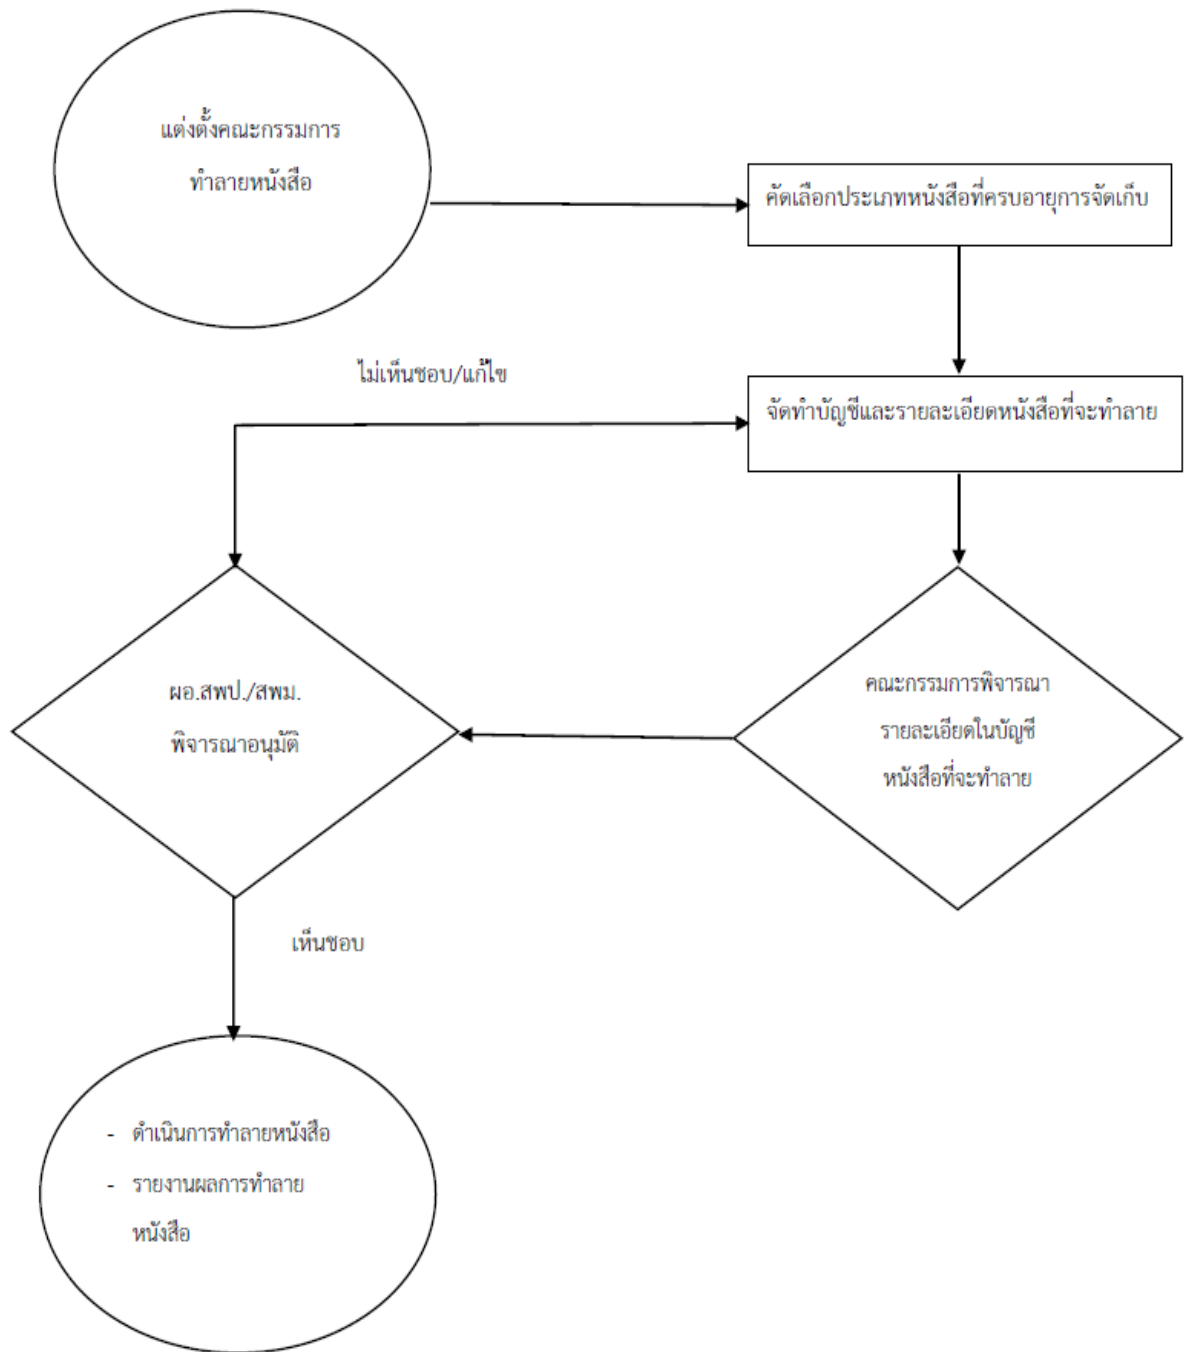 แต่งตั้งคณะกรรมการ
ทำลายหนังสือ
คัดเลือกประเภทหนังสือที่ครบอายุการจัดเก็บ
ไม่เห็นชอบ/แก้ไข
จัดทำบัญชีและรายละเอียดหนังสือที่จะทำลาย
คณะกรรมการพิจารณา
รายละเอียดในบัญชี
หนังสือที่จะทำลาย
ผอ.สพป./สพม.
พิจารณาอนุมัติ
เห็นชอบ
- ดำเนินการทำลายหนังสือ
- รายงานผลการทำลาย
หนังสือ